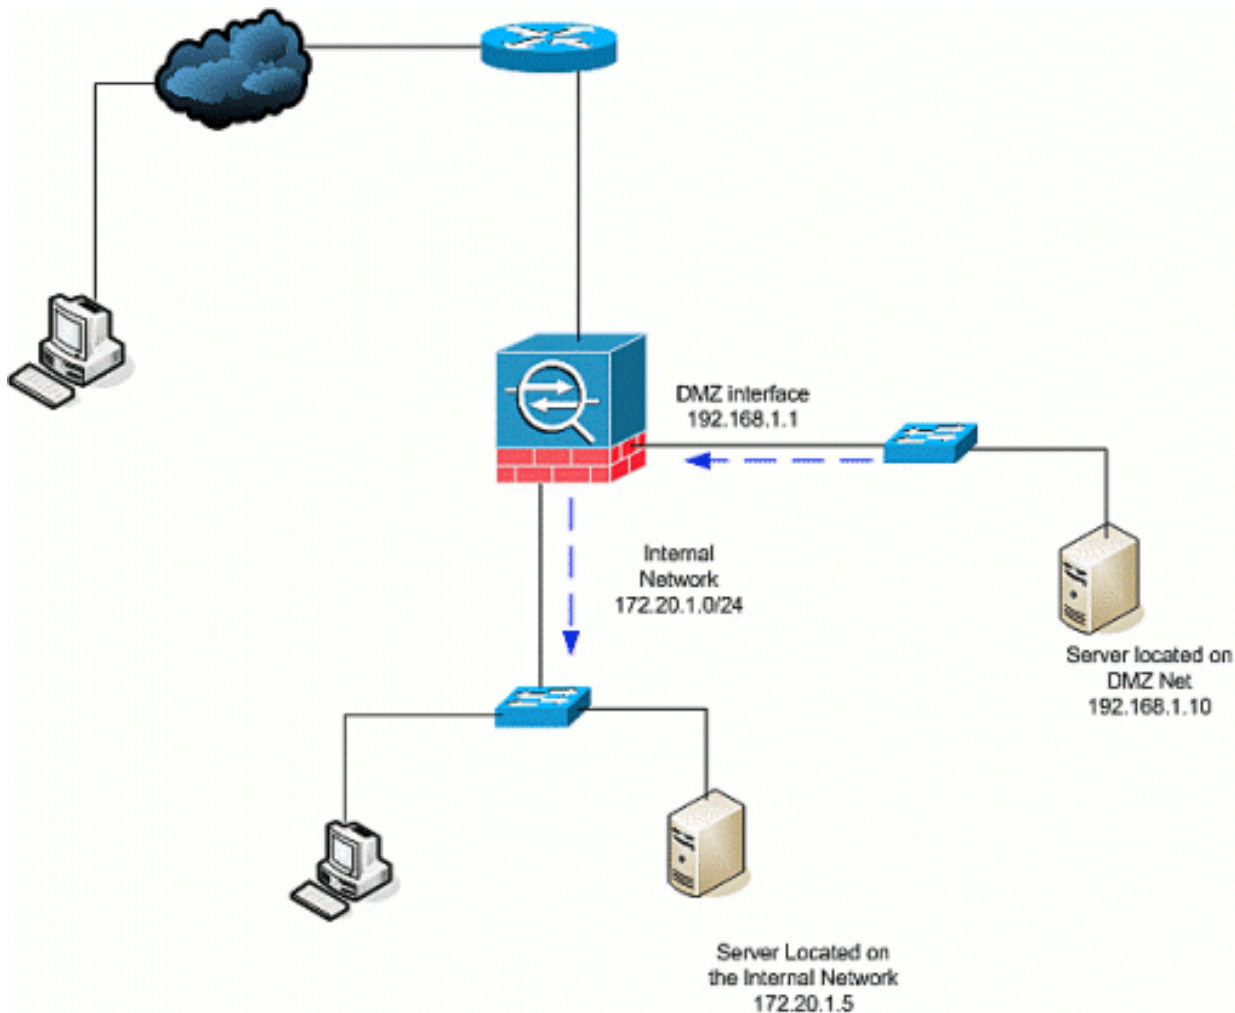 DMZ interface
192.168.1.1
Internal
Network
172.20.1.0/24
Server located on
DMZ Net
192.168.1.10
Server Located on
the Internal Network
172.20.1.5